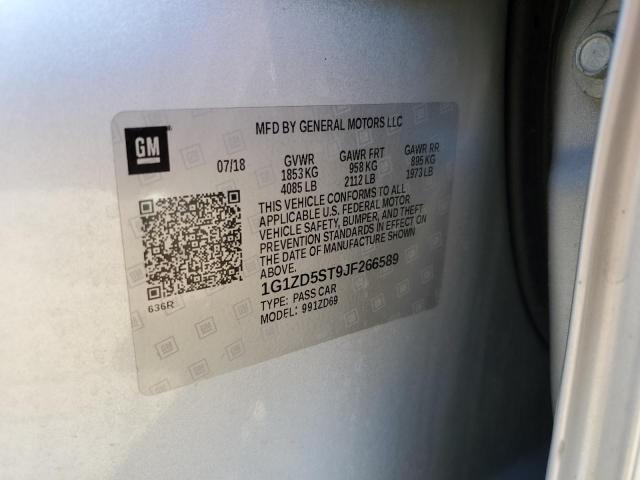 GM
MFD BY GENERAL MOTORS LLC
07/18 GVWR GAWR FRT GAWR RR
1853 KG 958 KG 895 KG
4085 LB 2112 LB 1973 LB
THIS VEHICLE CONFORMS TO ALL
APPLICABLE U.S. FEDERAL MOTOR
VEHICLE SAFETY, BUMPER, AND THEFT
PREVENTION STANDARDS IN EFFECT ON
THE DATE OF MANUFACTURE SHOWN
ABOVE.
1G1ZD5ST9JF266589
TYPE: PASS CAR
MODEL: 991ZD69
636R